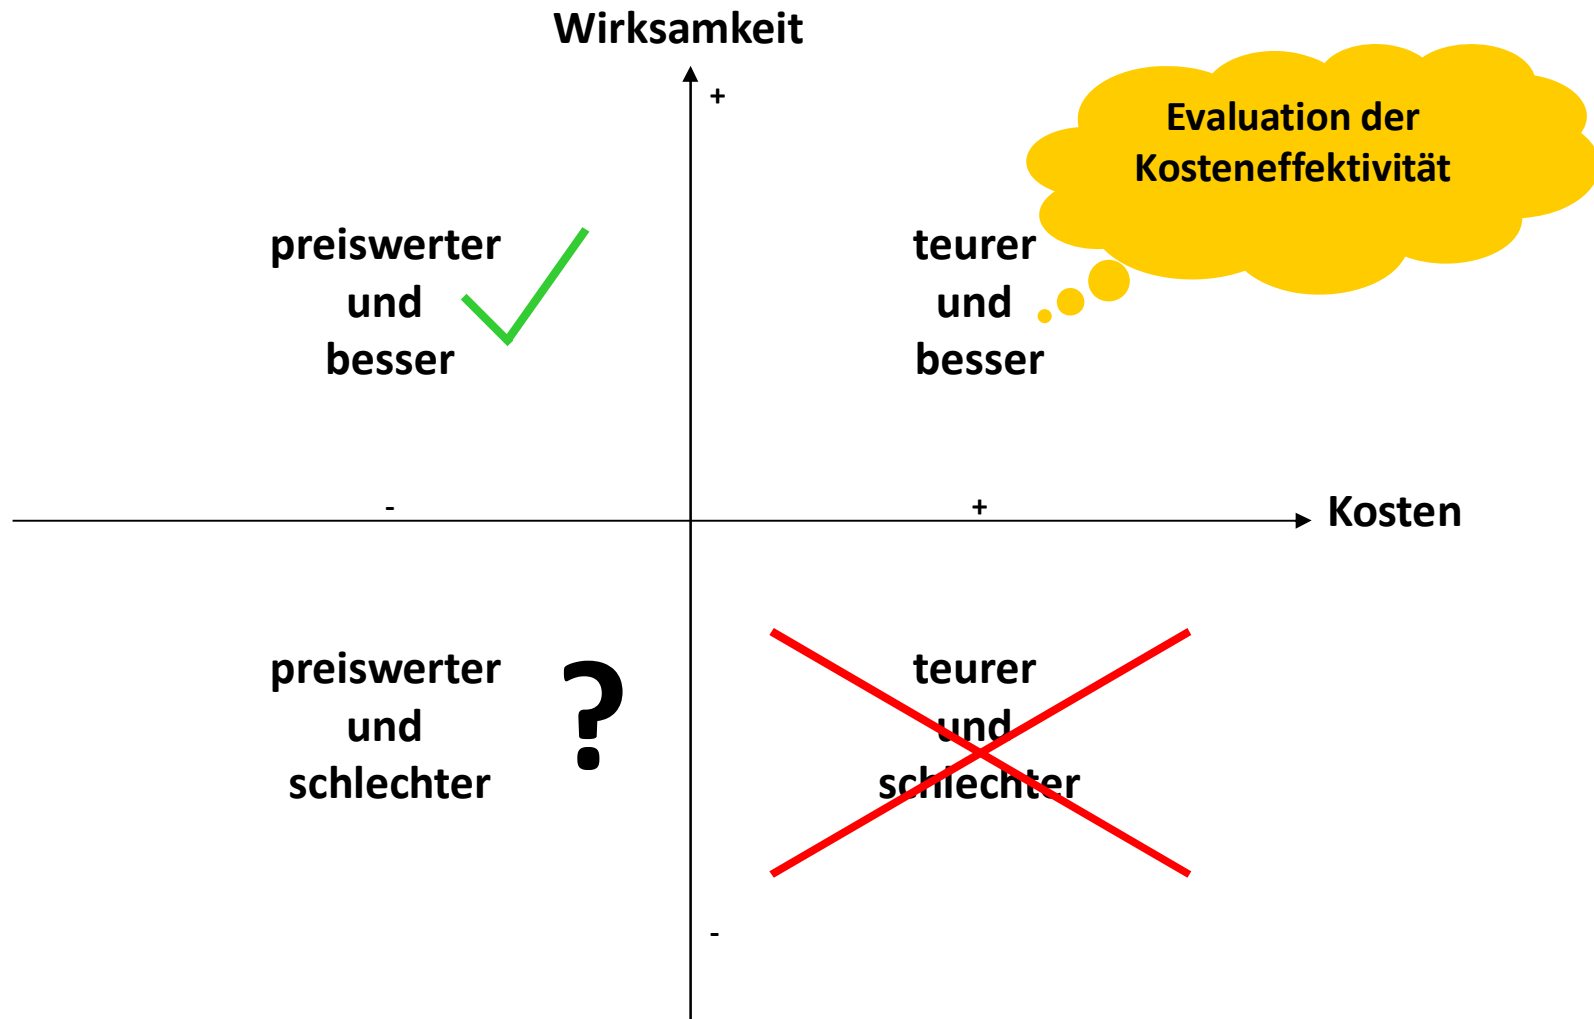 Wirksamkeit
+
Evaluation der
Kosteneffektivität
preiswerter
und
besser
teurer
und
besser
-
+
Kosten
preiswerter
und
schlechter
?
teurer
und
schlechter
-